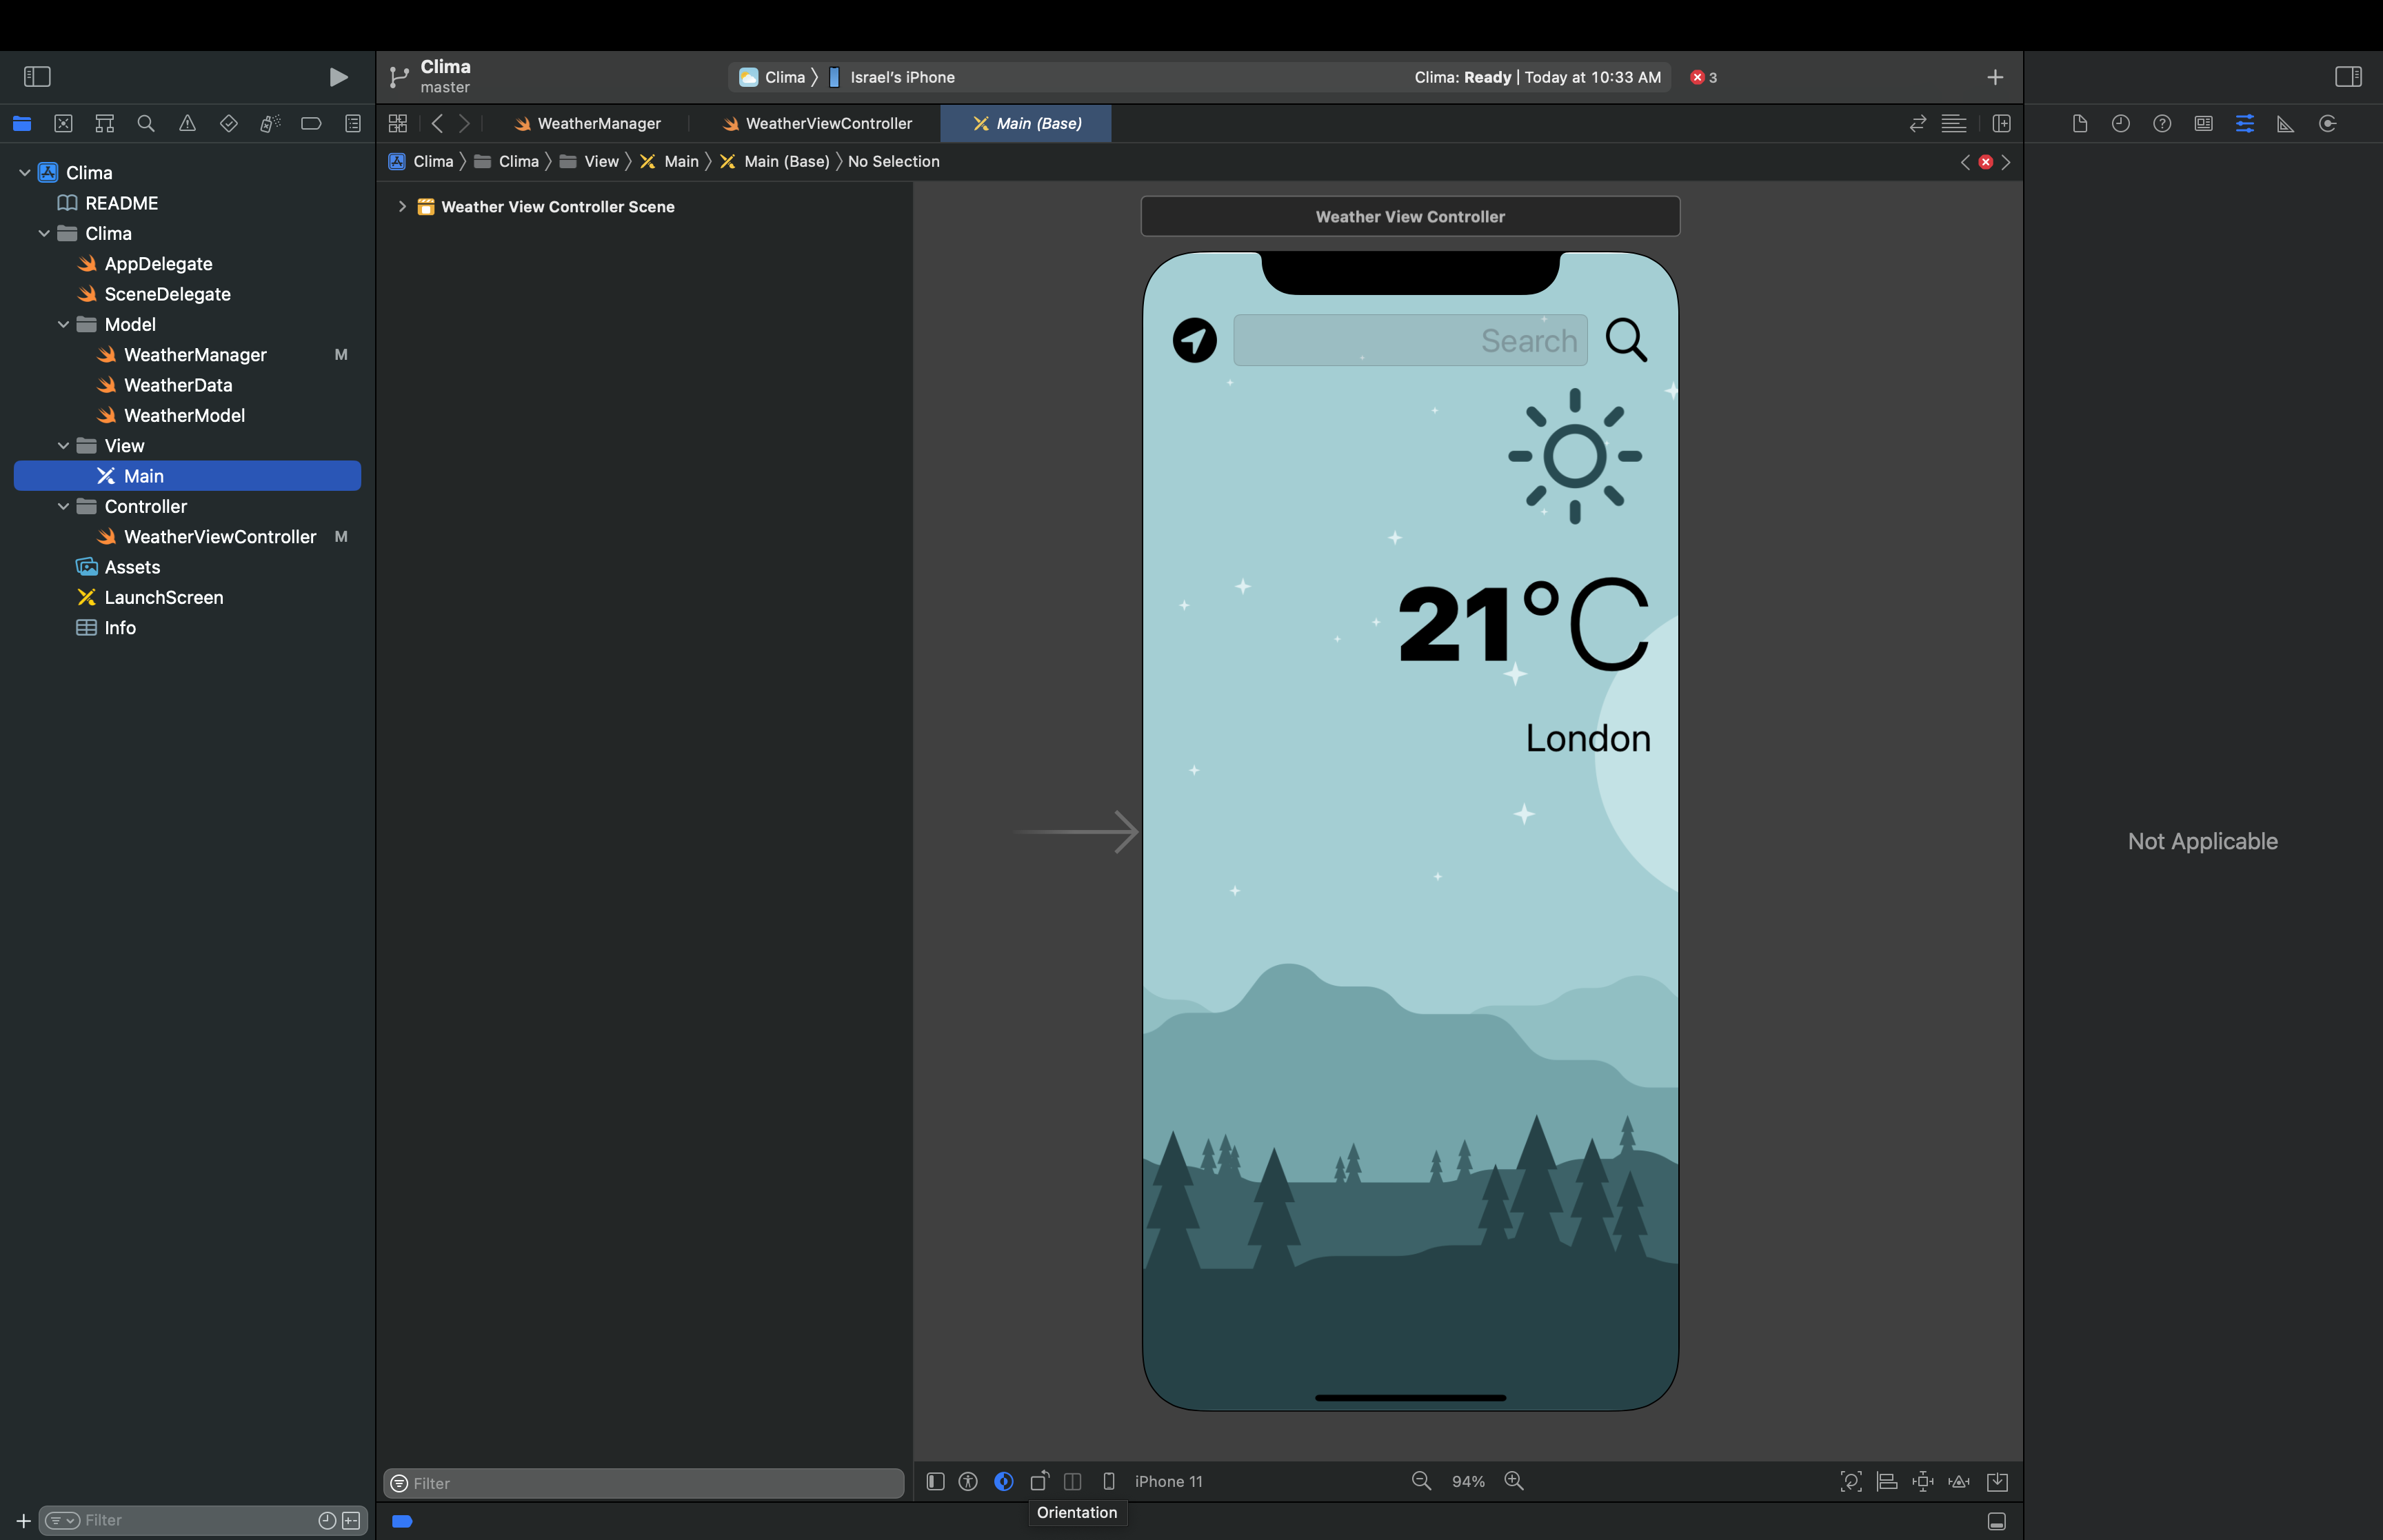 Clima
master
Clima
Israel's iPhone
Clima: Ready | Today at 10:33 AM
3
WeatherManager
WeatherViewController
Main (Base)
Clima
Clima
View
Main
Main (Base)
No Selection
Clima
README
Clima
AppDelegate
SceneDelegate
Model
WeatherManager M
WeatherData
WeatherModel
View
Main
Controller
WeatherViewController M
Assets
LaunchScreen
Info
Filter
Weather View Controller Scene
Filter
Weather View Controller
Search
21°C
London
iPhone 11
94%
Orientation
Not Applicable